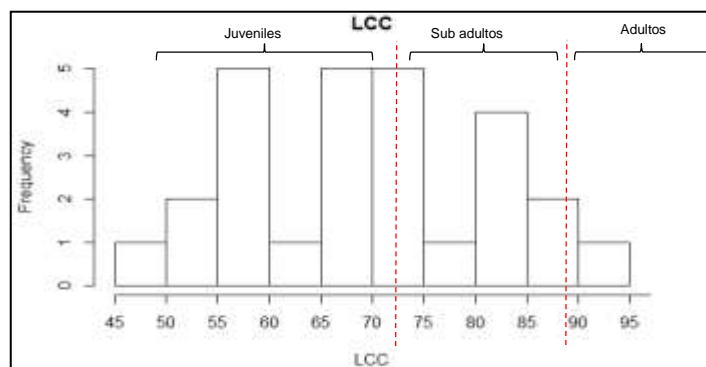 LCC
Juveniles
Sub adultos
Adultos
Frequency
5
4
3
2
1
0
45 50 55 60 65 70 75 80 85 90 95
LCC